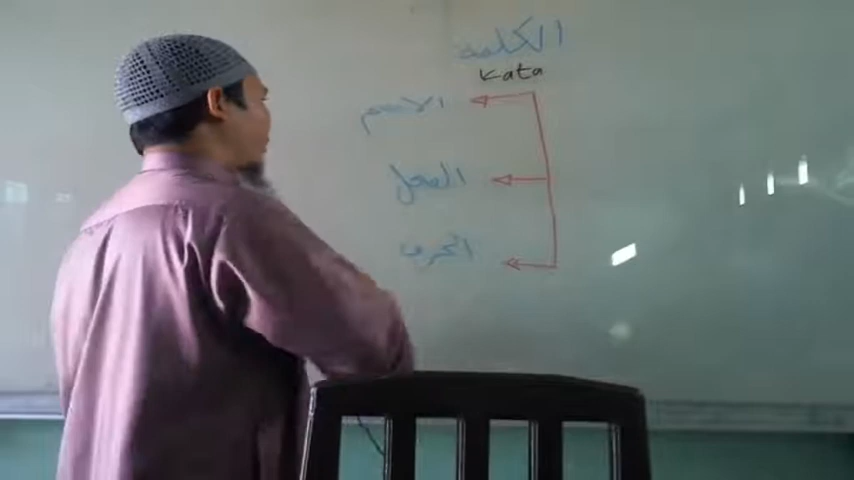 الكلمة
kata
الاسم
الفعل
الحرف